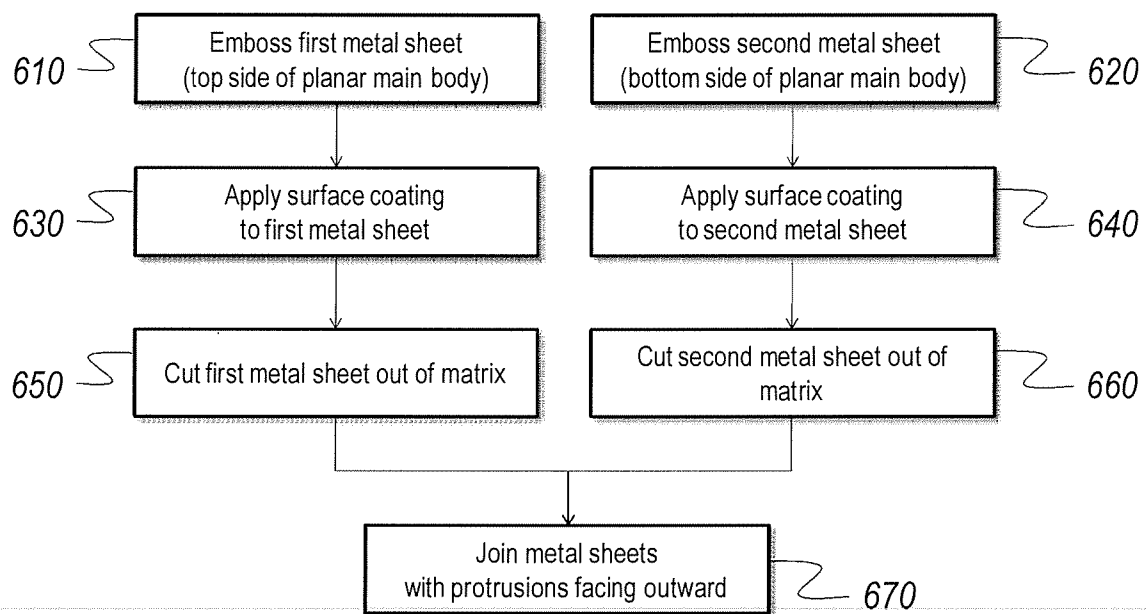 Emboss first metal sheet
(top side of planar main body)
610
Emboss second metal sheet
(bottom side of planar main body)
620
Apply surface coating
to first metal sheet
630
Apply surface coating
to second metal sheet
640
Cut first metal sheet out of matrix
650
Cut second metal sheet out of
matrix
660
Join metal sheets
with protrusions facing outward
670